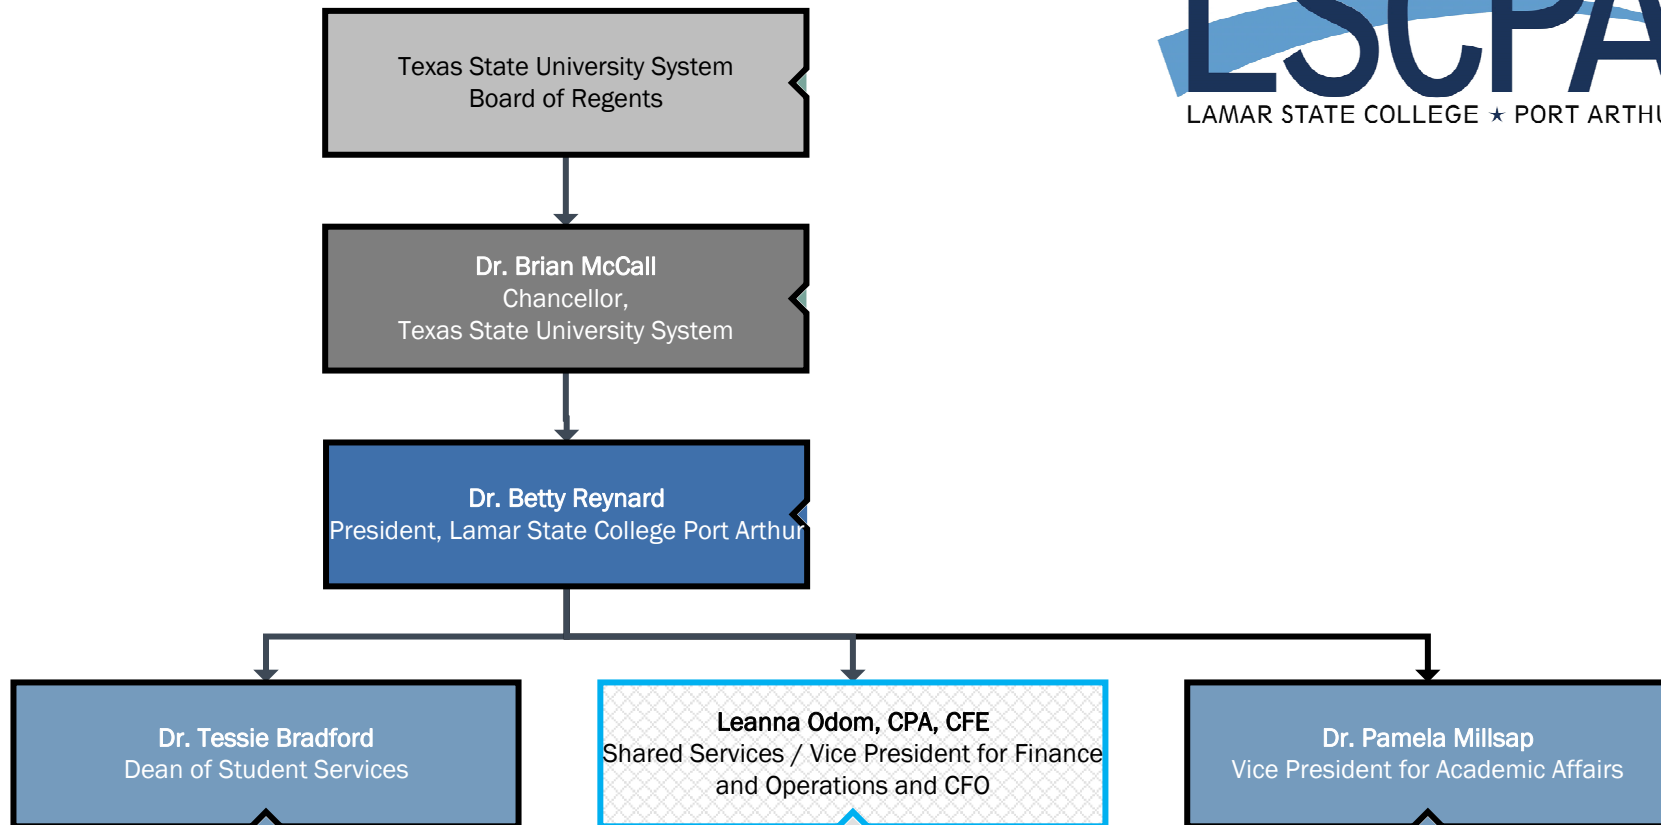 Texas State University System
Board of Regents
LSCPA
LAMAR STATE COLLEGE ★ PORT
Dr. Brian McCall
Chancellor,
Texas State University System
Dr. Betty Reynard
President, Lamar State College Port Arthur
Dr. Tessie Bradford
Dean of Student Services
Leanna Odom, CPA, CFE
Shared Services / Vice President for Finance
and Operations and CFO
Dr. Pamela Millsap
Vice President for Academic Affairs